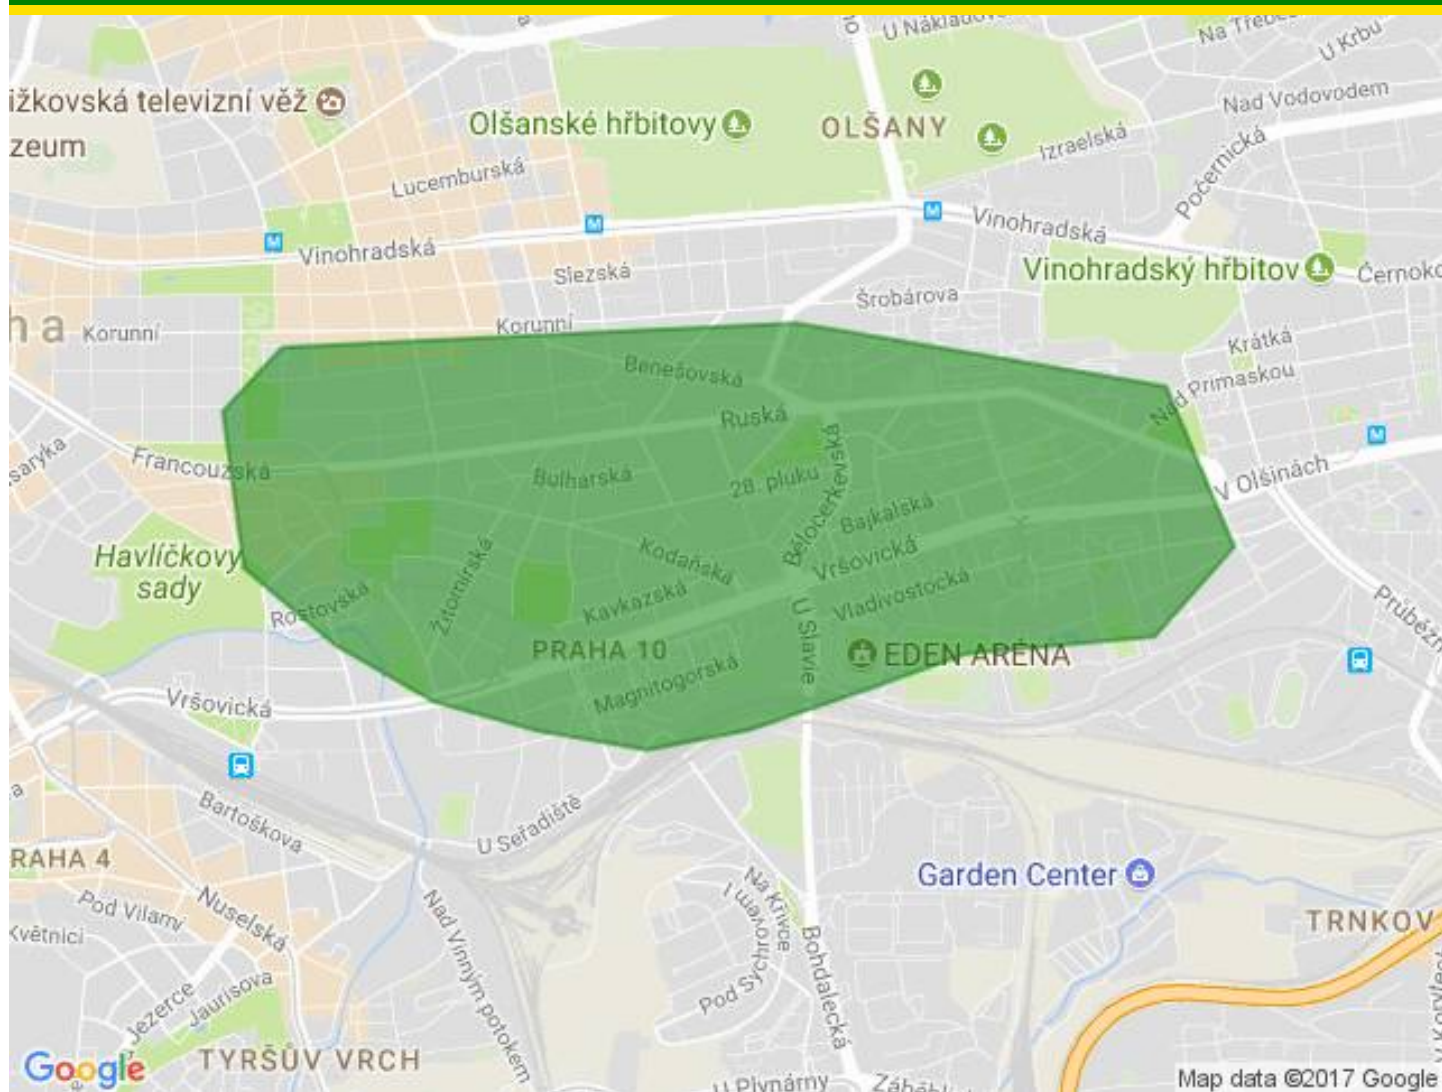 U Nákladov
Na Třebeš
U Krbu
ižkovská televizní věž
zeum
Olšanské hřbitovy
OLŠANY
Nad Vodovodem
Izraelská
Počernická
Lucemburská
Vinohradská
Vinohradská
Slezská
Vinohradský hřbitov
Černoko
Šrobárova
Korunní
na
Korunní
Krátká
Benešovská
Nad Primaskou
Ruská
Francouzská
saryka
Bulharská
28. pluku
Bělocerkevská
V Olšinách
Bajkalská
Havlíčkovy
sady
Kodaňská
Vršovická
Žitomírská
Rostovská
Kavkazská
Vladivostocká
U Slavie
Průběžn
PRAHA 10
EDEN ARÉNA
Magnitogorská
Vršovická
Bartoškova
U Seřadiště
RAHA 4
Garden Center
Na Křivce
Pod Vilami
Nuselská
Květnici
Nad Vinným potokem
Pod Sychrovem I
Bohdalecká
TRNKOV
Jezerce
Jaurisova
TYRŠŮV VRCH
Google
U Plynárny
Záběhl
Map data ©2017 Google